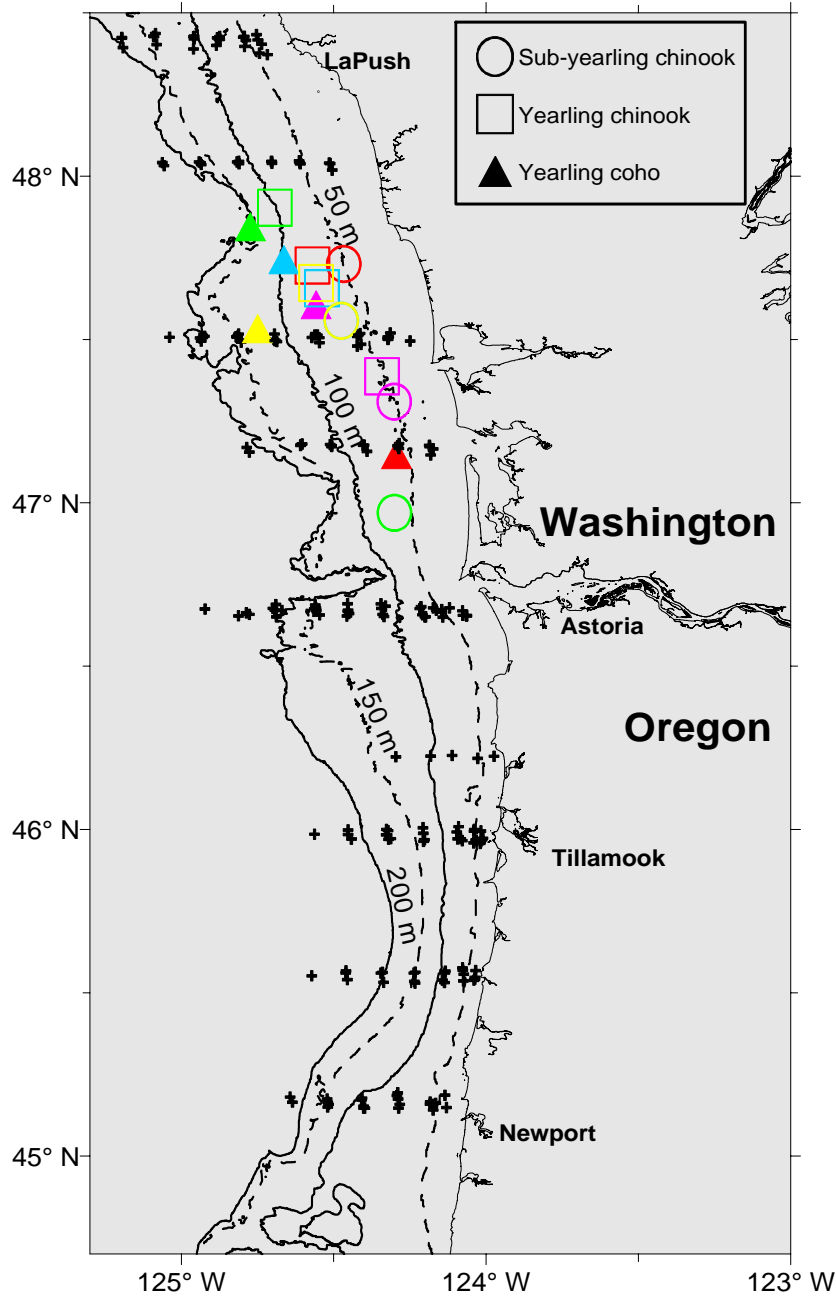 LaPush
Sub-yearling chinook
Yearling chinook
Yearling coho
48° N
50 m
100 m
47° N
Washington
Astoria
150 m
Oregon
46° N
Tillamook
200 m
Newport
45° N
125° W
124° W
123° W